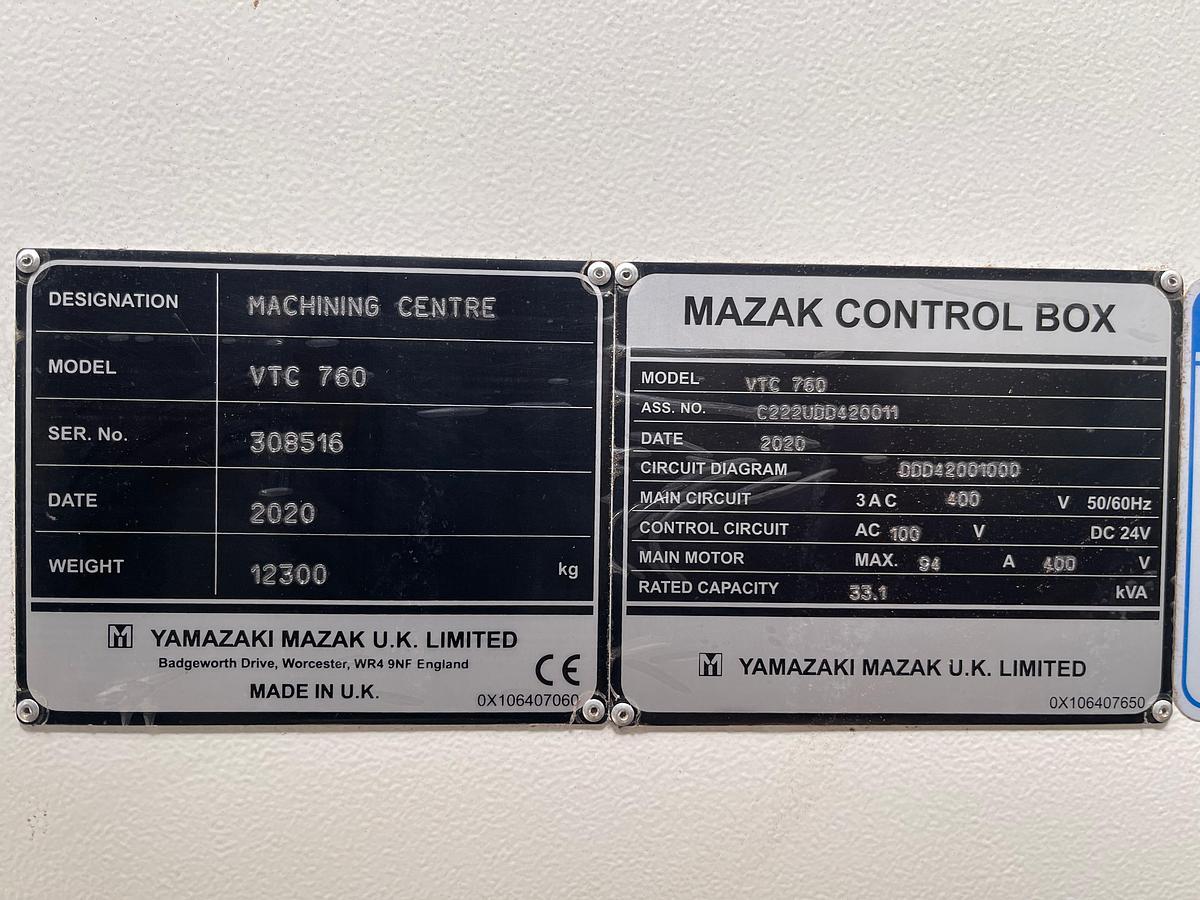 DESIGNATION MACHINING CENTRE
MODEL VTC 760
SER. No. 308516
DATE 2020
WEIGHT 12300 kg
YAMAZAKI MAZAK U.K. LIMITED
Badgeworth Drive, Worcester, WR4 9NF England
CE
MADE IN U.K.
0X106407060
MAZAK CONTROL BOX
MODEL VTC 760
ASS. NO. C222UDD420011
DATE 2020
CIRCUIT DIAGRAM DDD42001000
MAIN CIRCUIT 3AC 400 V 50/60Hz
CONTROL CIRCUIT AC 100 V DC 24V
MAIN MOTOR MAX. 94 A 400 V
RATED CAPACITY 33.1 kVA
YAMAZAKI MAZAK U.K. LIMITED
0X106407650